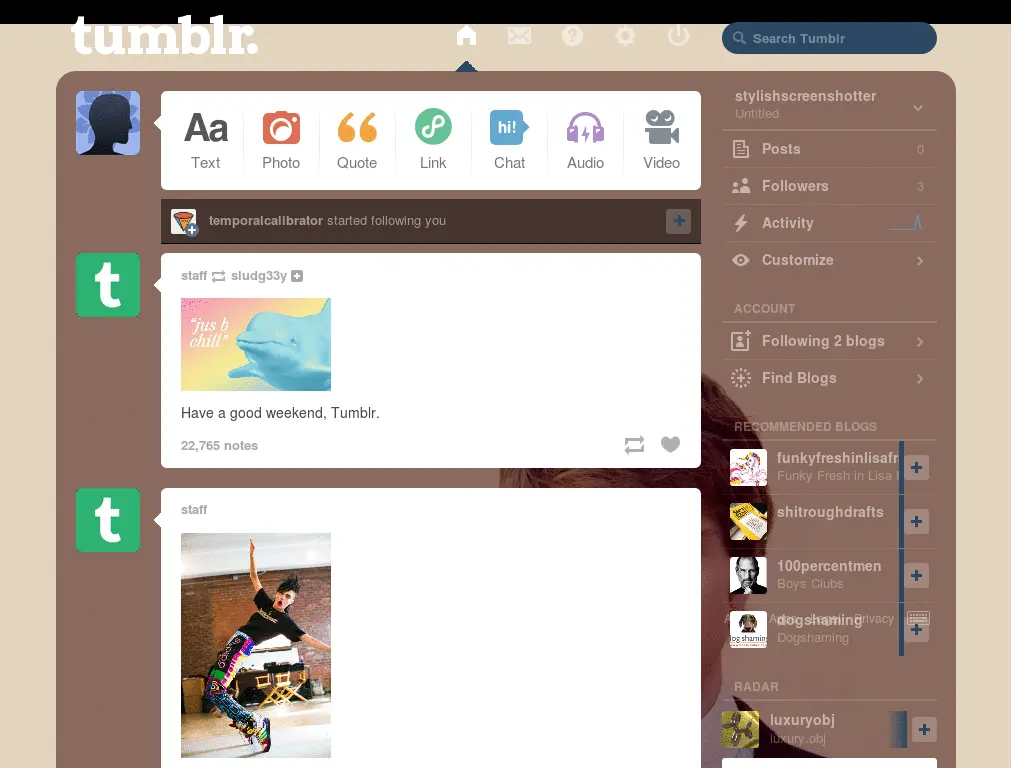 tumblr.
Search Tumblr
Aa
hi!
Text
Photo
Quote
Link
Chat
Audio
Video
temporalcalibrator started following you
staff sludg33y
"jus b
chill"
Have a good weekend, Tumblr.
22,765 notes
staff
stylishscreenshotter
Untitled
Posts 0
Followers 3
Activity
Customize
ACCOUNT
Following 2 blogs
Find Blogs
RECOMMENDED BLOGS
funkyfreshinlisafr
Funky Fresh in Lisa
shitroughdrafts
100percentmen
Boys Clubs
dogshaming
Privacy
Dogshaming
RADAR
luxuryobj
luxury.obj